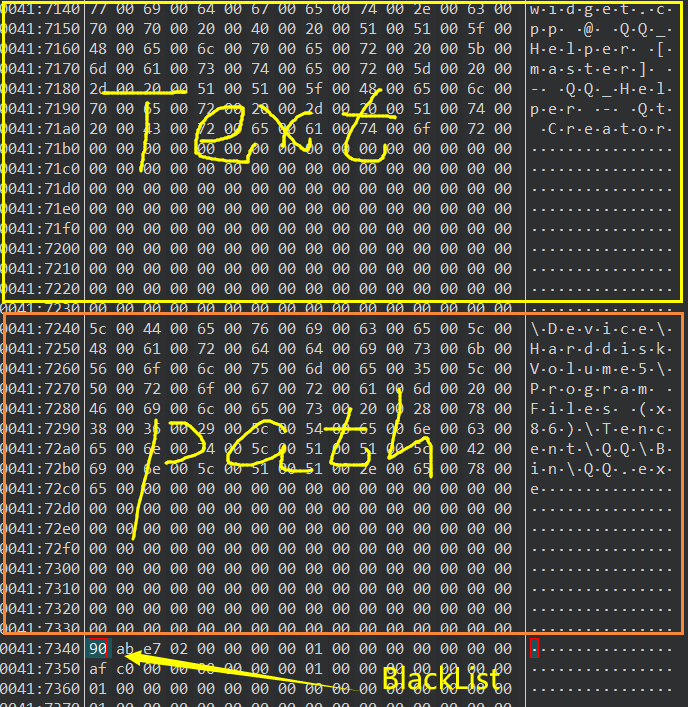 0041:7140 77 00 69 00 64 00 67 00 65 00 74 00 2e 00 63 00 w·i·d·g·e·t·.·c·
0041:7150 70 00 70 00 20 00 40 00 20 00 51 00 51 00 5f 00 p·p· ·@· ·Q·Q·_·
0041:7160 48 00 65 00 6c 00 70 00 65 00 72 00 20 00 5b 00 H·e·l·p·e·r· ·[·
0041:7170 6d 00 61 00 73 00 74 00 65 00 72 00 5d 00 20 00 m·a·s·t·e·r·]· ·
0041:7180 2d 00 20 00 51 00 51 00 5f 00 48 00 65 00 6c 00 -· ·Q·Q·_·H·e·l·
0041:7190 70 00 65 00 72 00 20 00 2d 00 20 00 51 00 74 00 p·e·r· ·-· ·Q·t·
0041:71a0 20 00 43 00 72 00 65 00 61 00 74 00 6f 00 72 00 ·C·r·e·a·t·o·r·
Text
0041:71b0 00 00 00 00 00 00 00 00 00 00 00 00 00 00 00 00 ················
0041:71c0 00 00 00 00 00 00 00 00 00 00 00 00 00 00 00 00 ················
0041:71d0 00 00 00 00 00 00 00 00 00 00 00 00 00 00 00 00 ················
0041:71e0 00 00 00 00 00 00 00 00 00 00 00 00 00 00 00 00 ················
0041:71f0 00 00 00 00 00 00 00 00 00 00 00 00 00 00 00 00 ················
0041:7200 00 00 00 00 00 00 00 00 00 00 00 00 00 00 00 00 ················
0041:7210 00 00 00 00 00 00 00 00 00 00 00 00 00 00 00 00 ················
0041:7220 00 00 00 00 00 00 00 00 00 00 00 00 00 00 00 00 ················
0041:7230 00 00 00 00 00 00 00 00 00 00 00 00 00 00 00 00 ················
0041:7240 5c 00 44 00 65 00 76 00 69 00 63 00 65 00 5c 00 \·D·e·v·i·c·e·\·
0041:7250 48 00 61 00 72 00 64 00 64 00 69 00 73 00 6b 00 H·a·r·d·d·i·s·k·
0041:7260 56 00 6f 00 6c 00 75 00 6d 00 65 00 35 00 5c 00 V·o·l·u·m·e·5·\·
0041:7270 50 00 72 00 6f 00 67 00 72 00 61 00 6d 00 20 00 P·r·o·g·r·a·m· ·
0041:7280 46 00 69 00 6c 00 65 00 73 00 20 00 28 00 78 00 F·i·l·e·s· ·(·x·
0041:7290 38 00 36 00 29 00 5c 00 54 00 65 00 6e 00 63 00 8·6·)·\·T·e·n·c·
0041:72a0 65 00 6e 00 74 00 5c 00 51 00 51 00 5c 00 42 00 e·n·t·\·Q·Q·\·B·
0041:72b0 69 00 6e 00 5c 00 51 00 51 00 2e 00 65 00 78 00 i·n·\·Q·Q·.·e·x·
Path
0041:72c0 65 00 00 00 00 00 00 00 00 00 00 00 00 00 00 00 e···············
0041:72d0 00 00 00 00 00 00 00 00 00 00 00 00 00 00 00 00 ················
0041:72e0 00 00 00 00 00 00 00 00 00 00 00 00 00 00 00 00 ················
0041:72f0 00 00 00 00 00 00 00 00 00 00 00 00 00 00 00 00 ················
0041:7300 00 00 00 00 00 00 00 00 00 00 00 00 00 00 00 00 ················
0041:7310 00 00 00 00 00 00 00 00 00 00 00 00 00 00 00 00 ················
0041:7320 00 00 00 00 00 00 00 00 00 00 00 00 00 00 00 00 ················
0041:7330 00 00 00 00 00 00 00 00 00 00 00 00 00 00 00 00 ················
0041:7340 90 ab e7 02 00 00 00 00 01 00 00 00 00 00 00 00 ················
0041:7350 af c0 00 00 00 00 00 00 01 00 00 00 00 00 00 00 ················
BlackList
0041:7360 01 00 00 00 00 00 00 00 00 00 00 00 00 00 00 00 ················